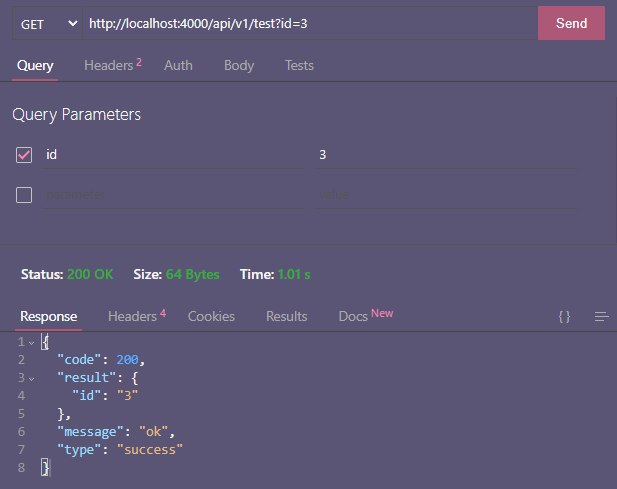 GET http://localhost:4000/api/v1/test?id=3 Send
Query Headers 2 Auth Body Tests
Query Parameters
id 3
parameter value
Status: 200 OK Size: 64 Bytes Time: 1.01 s
Response Headers 4 Cookies Results Docs New { }
1 {
2 "code": 200,
3 "result": {
4 "id": "3"
5 },
6 "message": "ok",
7 "type": "success"
8 }